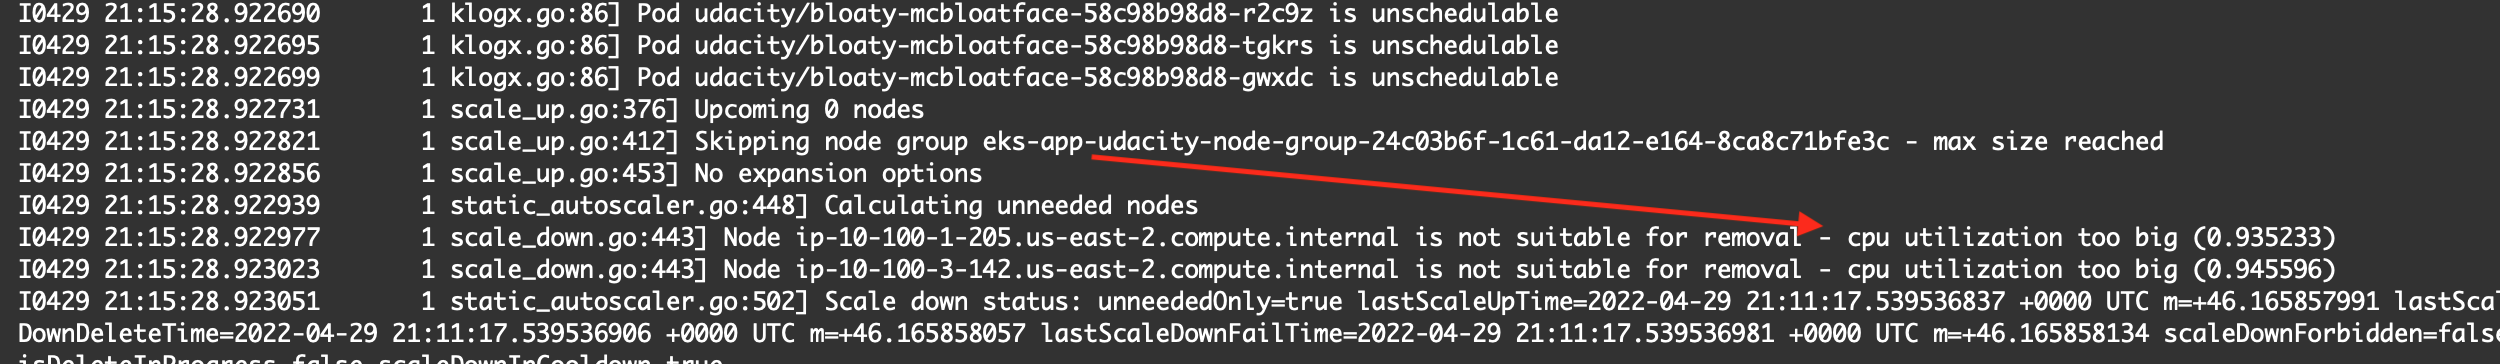 I0429 21:15:28.922690       1 klogx.go:86] Pod udacity/bloaty-mcbloatface-58c98b98d8-r2c9z is unschedulable
I0429 21:15:28.922695       1 klogx.go:86] Pod udacity/bloaty-mcbloatface-58c98b98d8-tgkrs is unschedulable
I0429 21:15:28.922699       1 klogx.go:86] Pod udacity/bloaty-mcbloatface-58c98b98d8-gwxdc is unschedulable
I0429 21:15:28.922731       1 scale_up.go:376] Upcoming 0 nodes
I0429 21:15:28.922821       1 scale_up.go:412] Skipping node group eks-app-udacity-node-group-24c03b6f-1c61-da12-e164-8ca8c71bfe3c - max size reached
I0429 21:15:28.922856       1 scale_up.go:453] No expansion options
I0429 21:15:28.922939       1 static_autoscaler.go:448] Calculating unneeded nodes
I0429 21:15:28.922977       1 scale_down.go:443] Node ip-10-100-1-205.us-east-2.compute.internal is not suitable for removal - cpu utilization too big (0.935233)
I0429 21:15:28.923023       1 scale_down.go:443] Node ip-10-100-3-142.us-east-2.compute.internal is not suitable for removal - cpu utilization too big (0.945596)
I0429 21:15:28.923051       1 static_autoscaler.go:502] Scale down status: unneededOnly=true lastScaleUpTime=2022-04-29 21:11:17.539536837 +0000 UTC m=+46.165857991 lastScal
DownDeleteTime=2022-04-29 21:11:17.539536906 +0000 UTC m=+46.165858057 lastScaleDownFailTime=2022-04-29 21:11:17.539536981 +0000 UTC m=+46.165858134 scaleDownForbidden=false
isDeleteInProgress=false scaleDownInCooldown=true